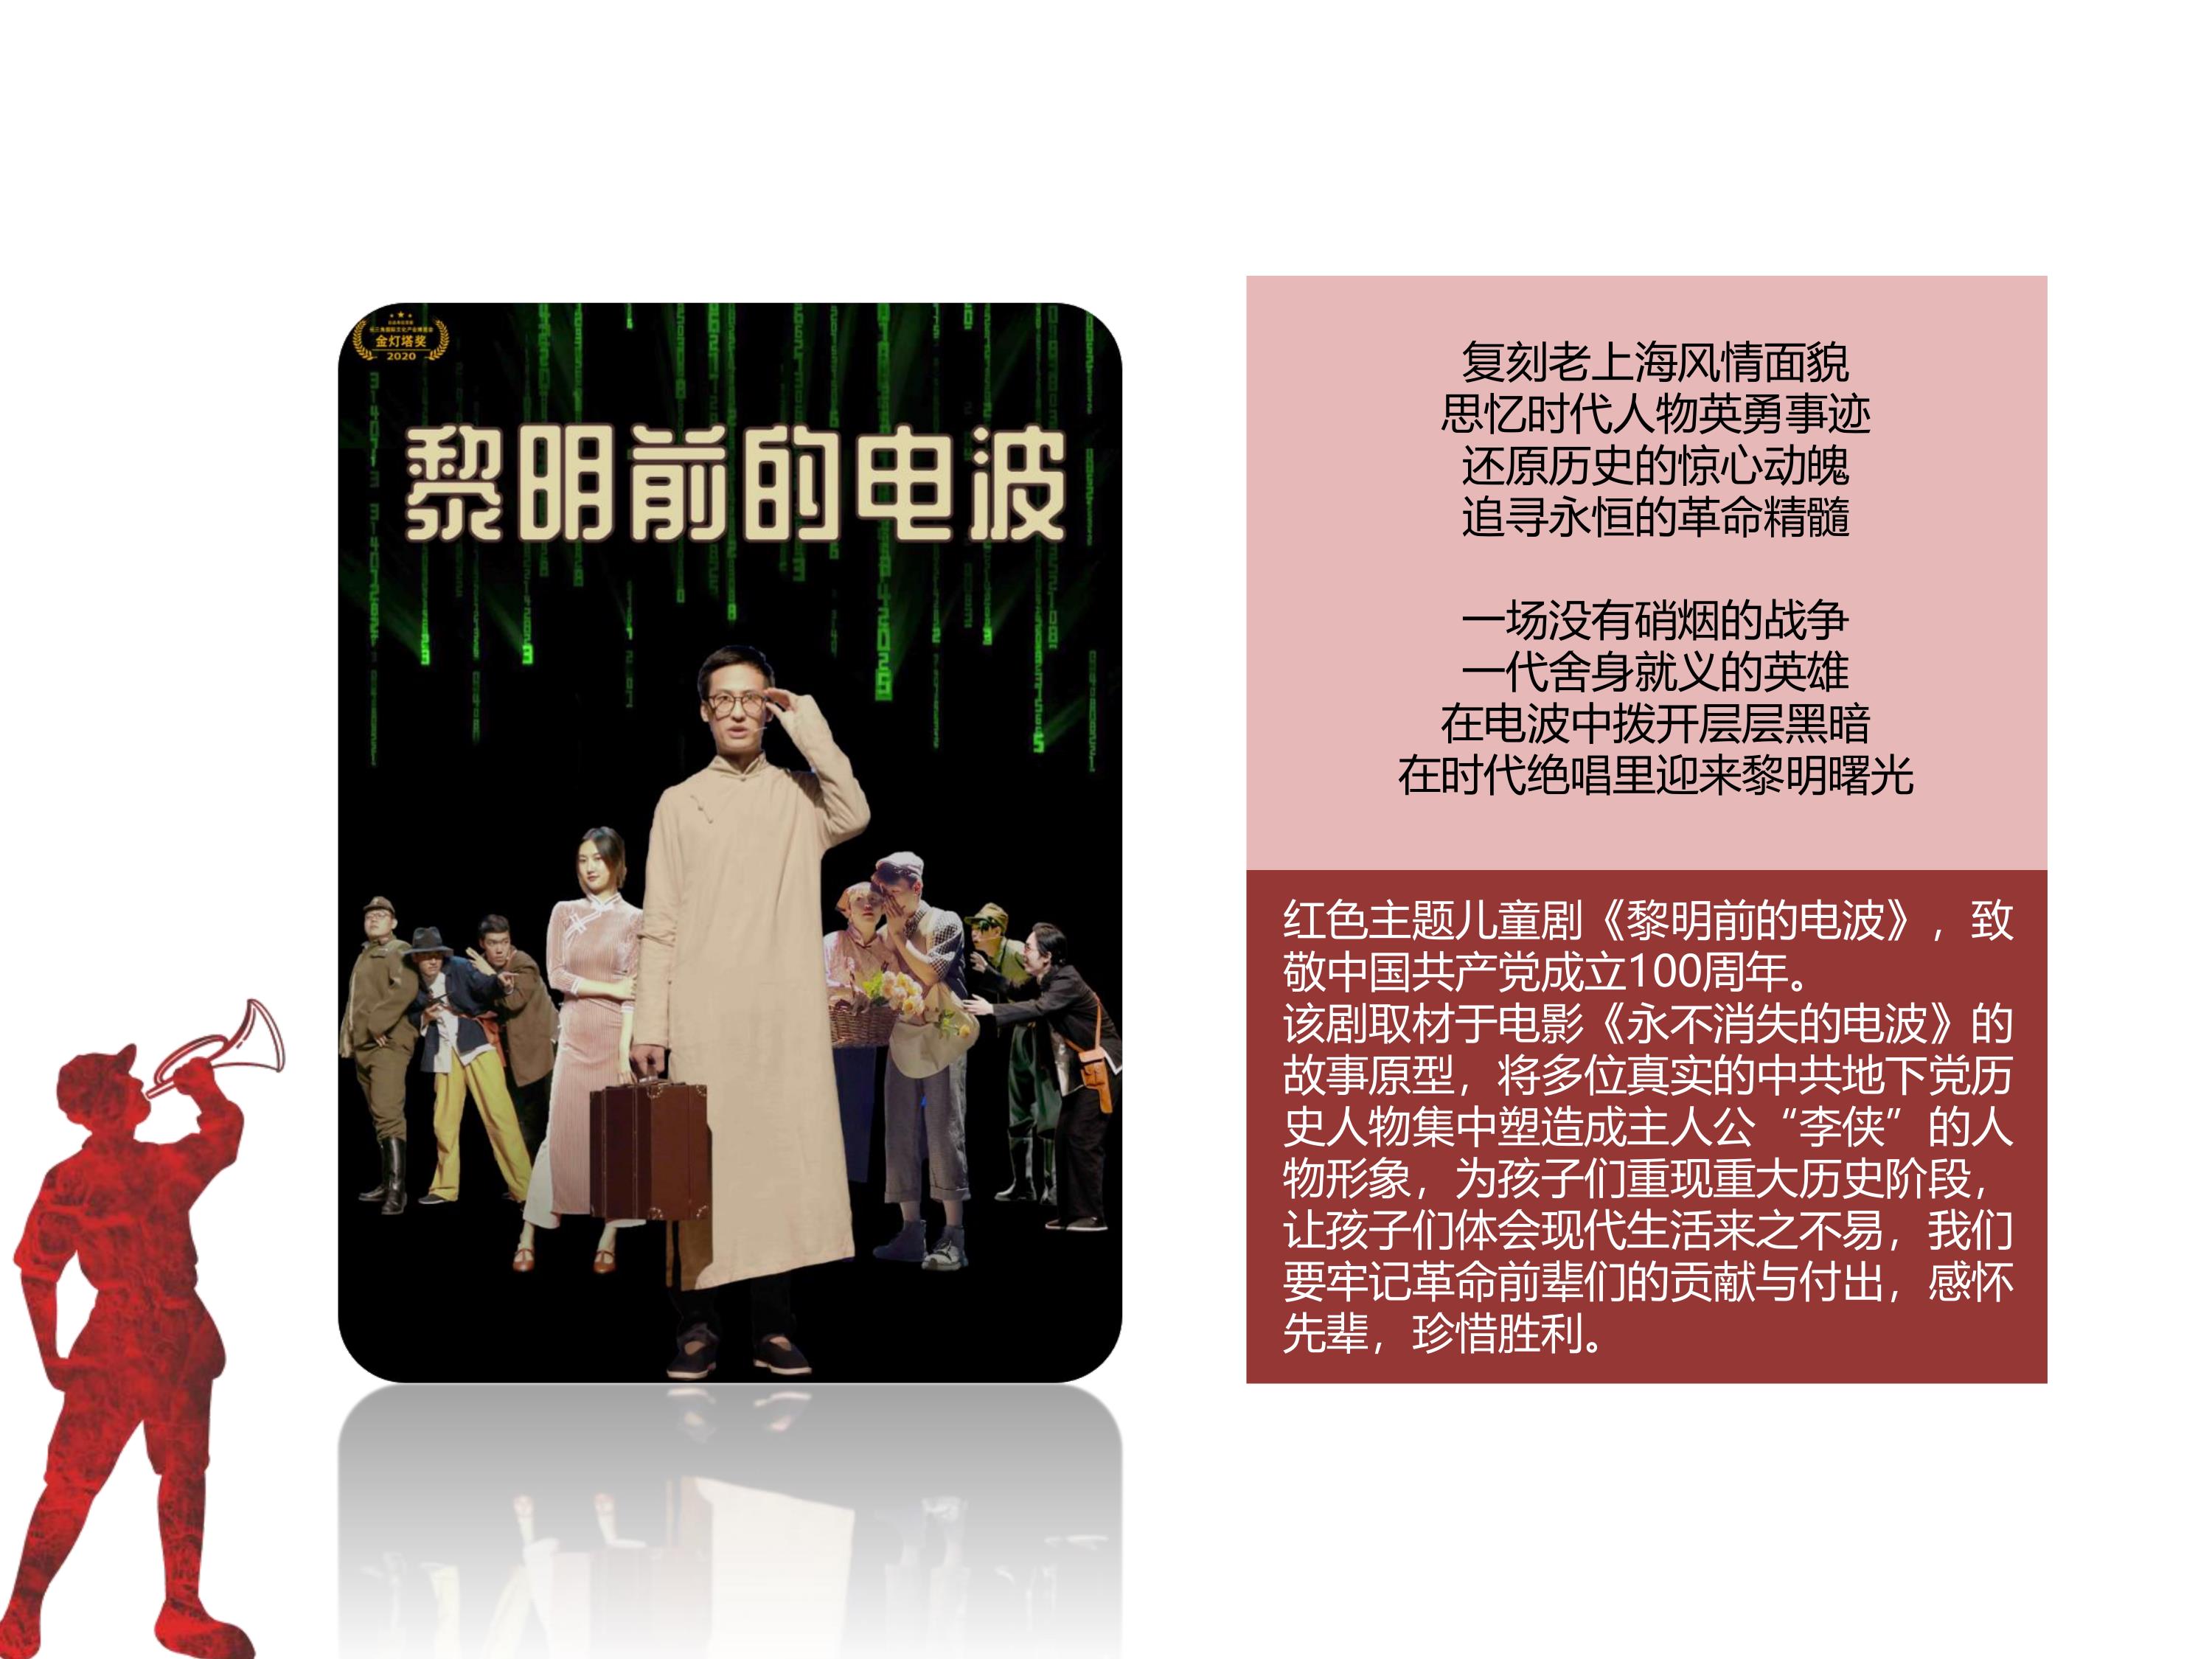 金灯塔奖
2020
黎明前的电波
复刻老上海风情面貌
思忆时代人物英勇事迹
还原历史的惊心动魄
追寻永恒的革命精髓
一场没有硝烟的战争
一代舍身就义的英雄
在电波中拨开层层黑暗
在时代绝唱里迎来黎明曙光
红色主题儿童剧《黎明前的电波》，致
敬中国共产党成立100周年。
该剧取材于电影《永不消失的电波》的
故事原型，将多位真实的中共地下党历
史人物集中塑造成主人公“李侠”的人
物形象，为孩子们重现重大历史阶段，
让孩子们体会现代生活来之不易，我们
要牢记革命前辈们的贡献与付出，感怀
先辈，珍惜胜利。